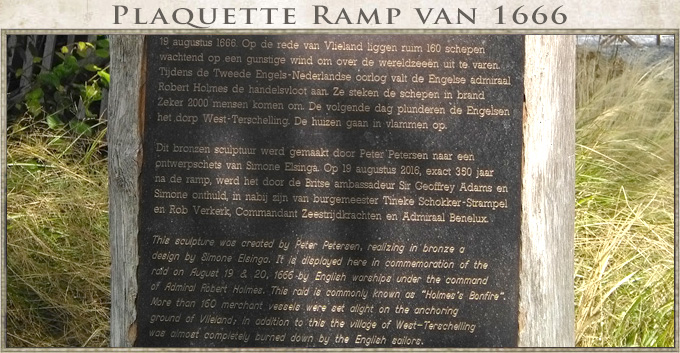 Plaquette Ramp van 1666
19 augustus 1666. Op de rede van Vlieland liggen ruim 160 schepen
wachtend op een gunstige wind om over de wereldzeeën uit te varen.
Tijdens de Tweede Engels-Nederlandse oorlog valt de Engelse admiraal
Robert Holmes de handelsvloot aan. Ze steken de schepen in brand.
Zeker 2000 mensen komen om. De volgende dag plunderen de Engelsen
het dorp West-Terschelling. De huizen gaan in vlammen op.
Dit bronzen sculptuur werd gemaakt door Peter Petersen naar een
ontwerpschets van Simone Elsinga. Op 19 augustus 2016, exact 350 jaar
na de ramp, werd het door de Britse ambassadeur Sir Geoffrey Adams en
Simone onthuld, in nabij zijn van burgemeester Tineke Schokker-Strampel
en Rob Verkerk, Commandant Zeestrijdkrachten en Admiraal Benelux.
This sculpture was created by Peter Petersen, realizing in bronze a
design by Simone Elsinga. It is displayed here in commemoration of the
raid on August 19 & 20, 1666 by English warships under the command
of Admiral Robert Holmes. This raid is commonly known as "Holmes's Bonfire".
More than 160 merchant vessels were set alight on the anchoring
ground of Vlieland; in addition to this the village of West-Terschelling
was almost completely burned down by the English sailors.